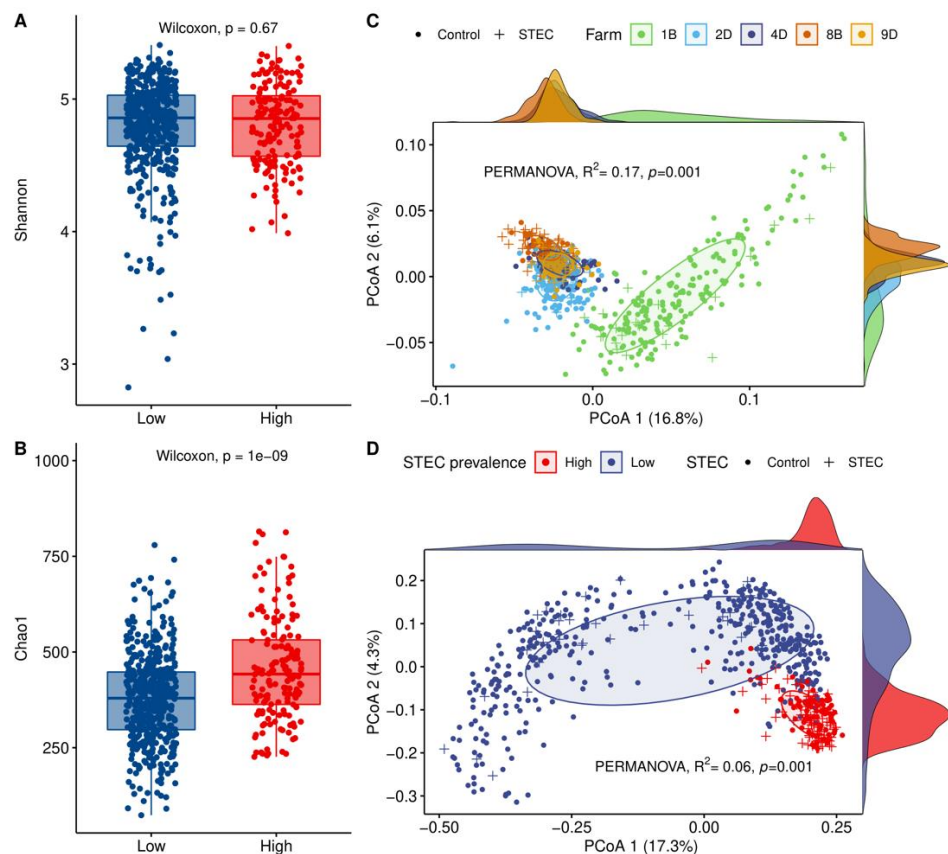 A
Wilcoxon, p = 0.67
Shannon
5
4
3
Low High
B
Wilcoxon, p = 1e−09
Chao1
1000
750
500
250
Low High
C
Control STEC Farm 1B 2D 4D 8B 9D
PERMANOVA, R²= 0.17, p=0.001
PCoA 2 (6.1%)
0.10
0.05
0.00
−0.05
−0.1 0.0 0.1
PCoA 1 (16.8%)
D
STEC prevalence High Low STEC Control STEC
PCoA 2 (4.3%)
0.2
0.1
0.0
−0.1
−0.2
−0.3
PERMANOVA, R²= 0.06, p=0.001
−0.50 −0.25 0.00 0.25
PCoA 1 (17.3%)